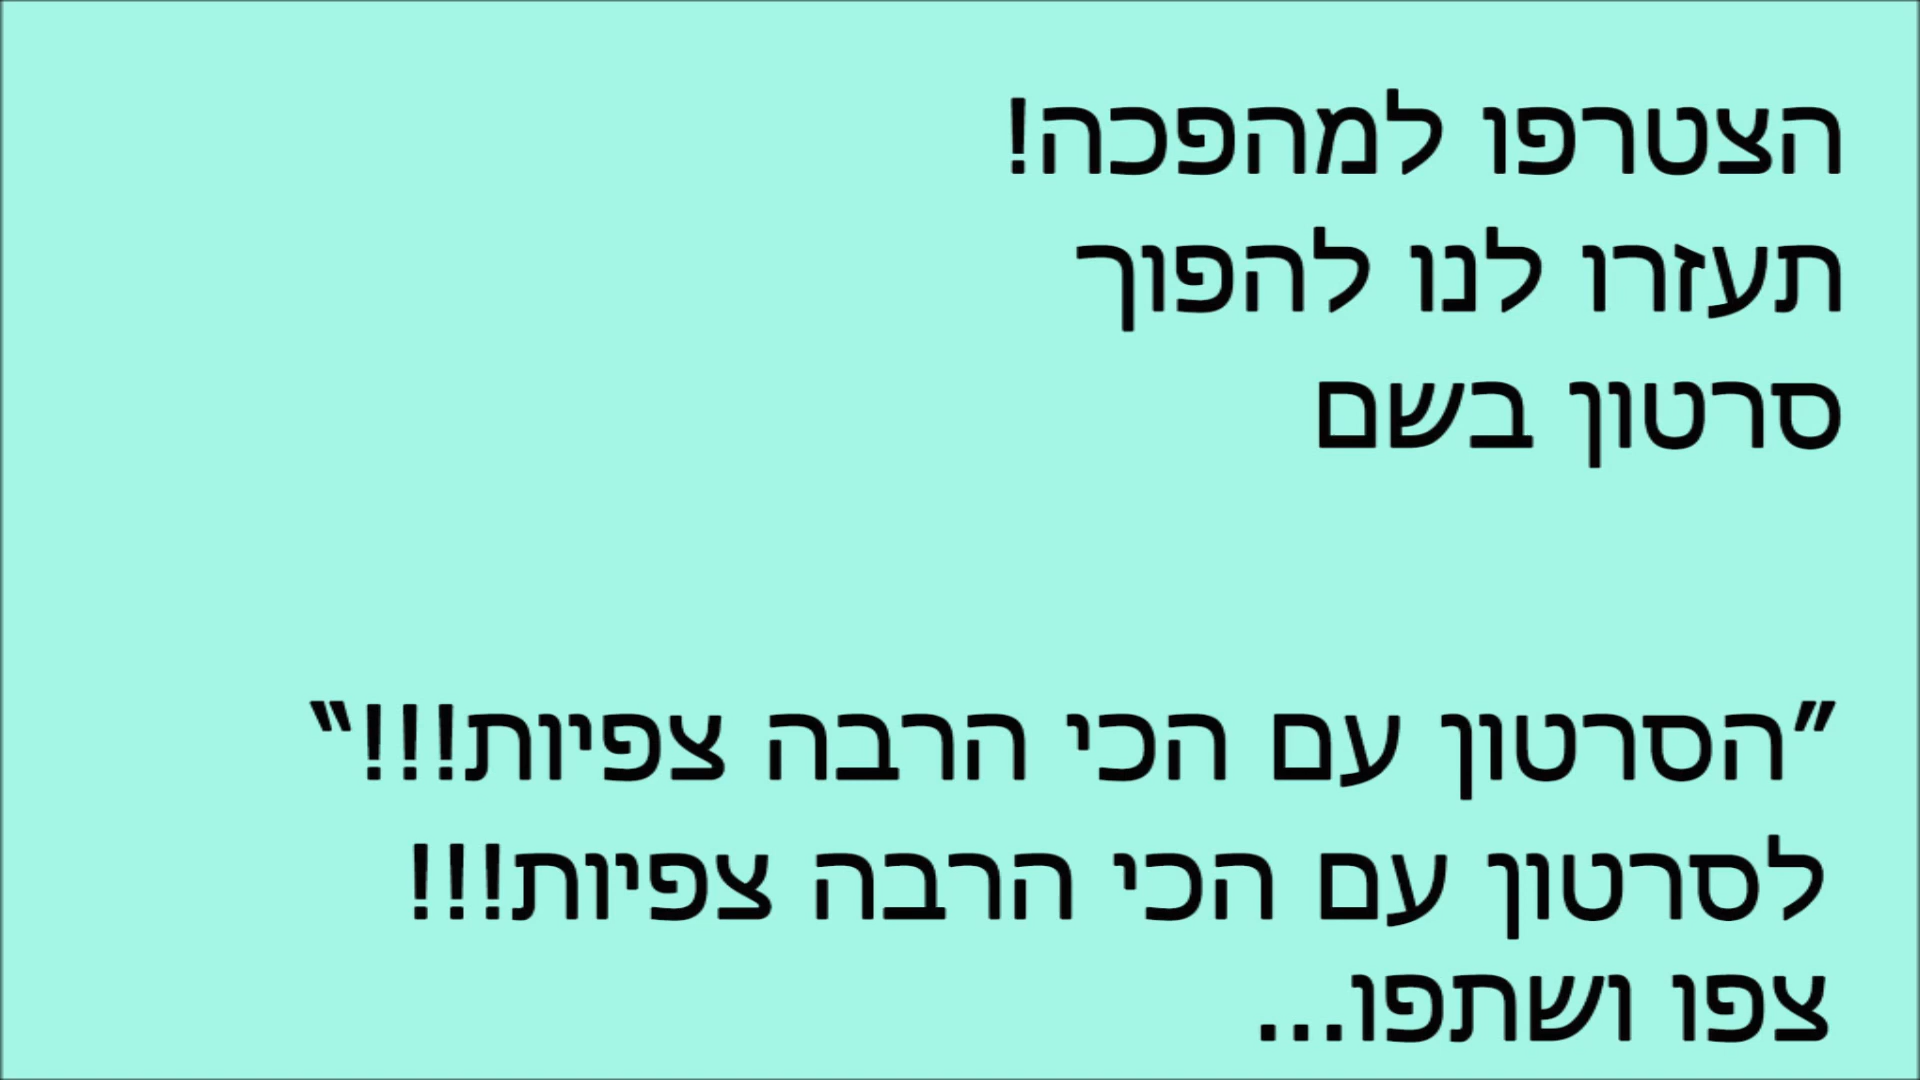 הצטרפו למהפכה!
תעזרו לנו להפוך
סרטון בשם
"הסרטון עם הכי הרבה צפיות!!!"
לסרטון עם הכי הרבה צפיות!!!
צפו ושתפו...